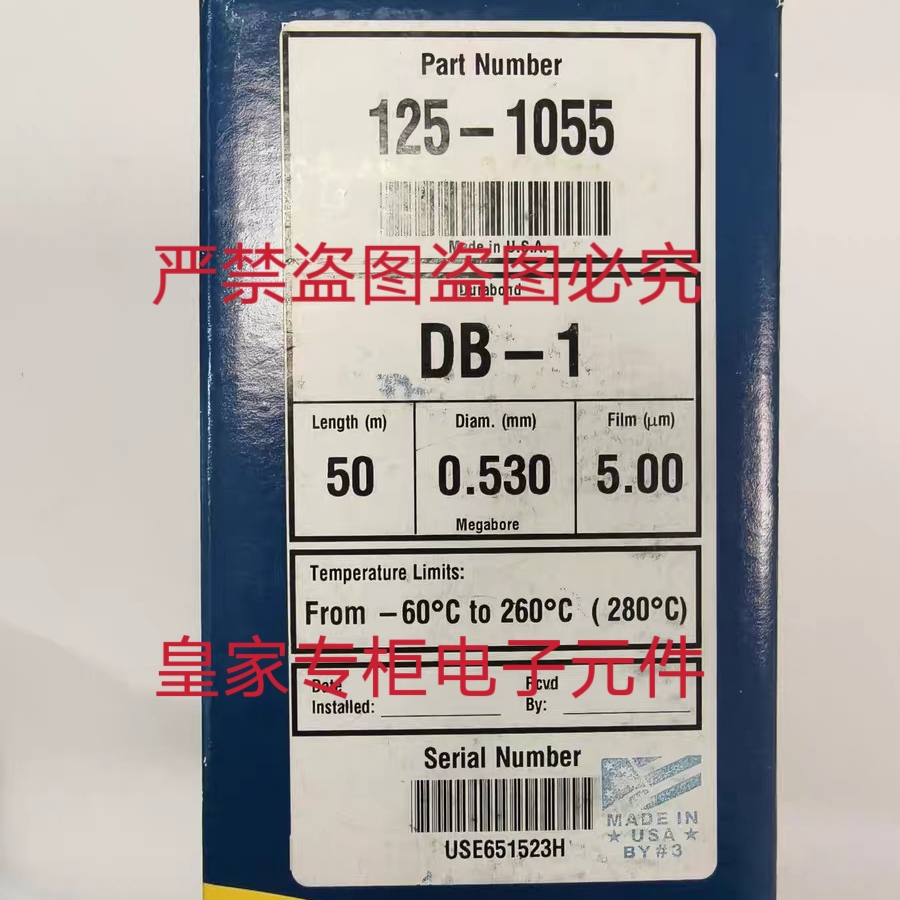 Part Number
125-1055
Made in U.S.A.
严禁盗图盗图必究
Durabond
DB-1
Length (m) Diam. (mm) Film (μm)
50 0.530 5.00
Megabore
Temperature Limits:
From -60°C to 260°C (280°C)
皇家专柜电子元件
Date Rcvd
Installed: By:
Serial Number
USE651523H
MADE IN
★ USA ★
BY #3